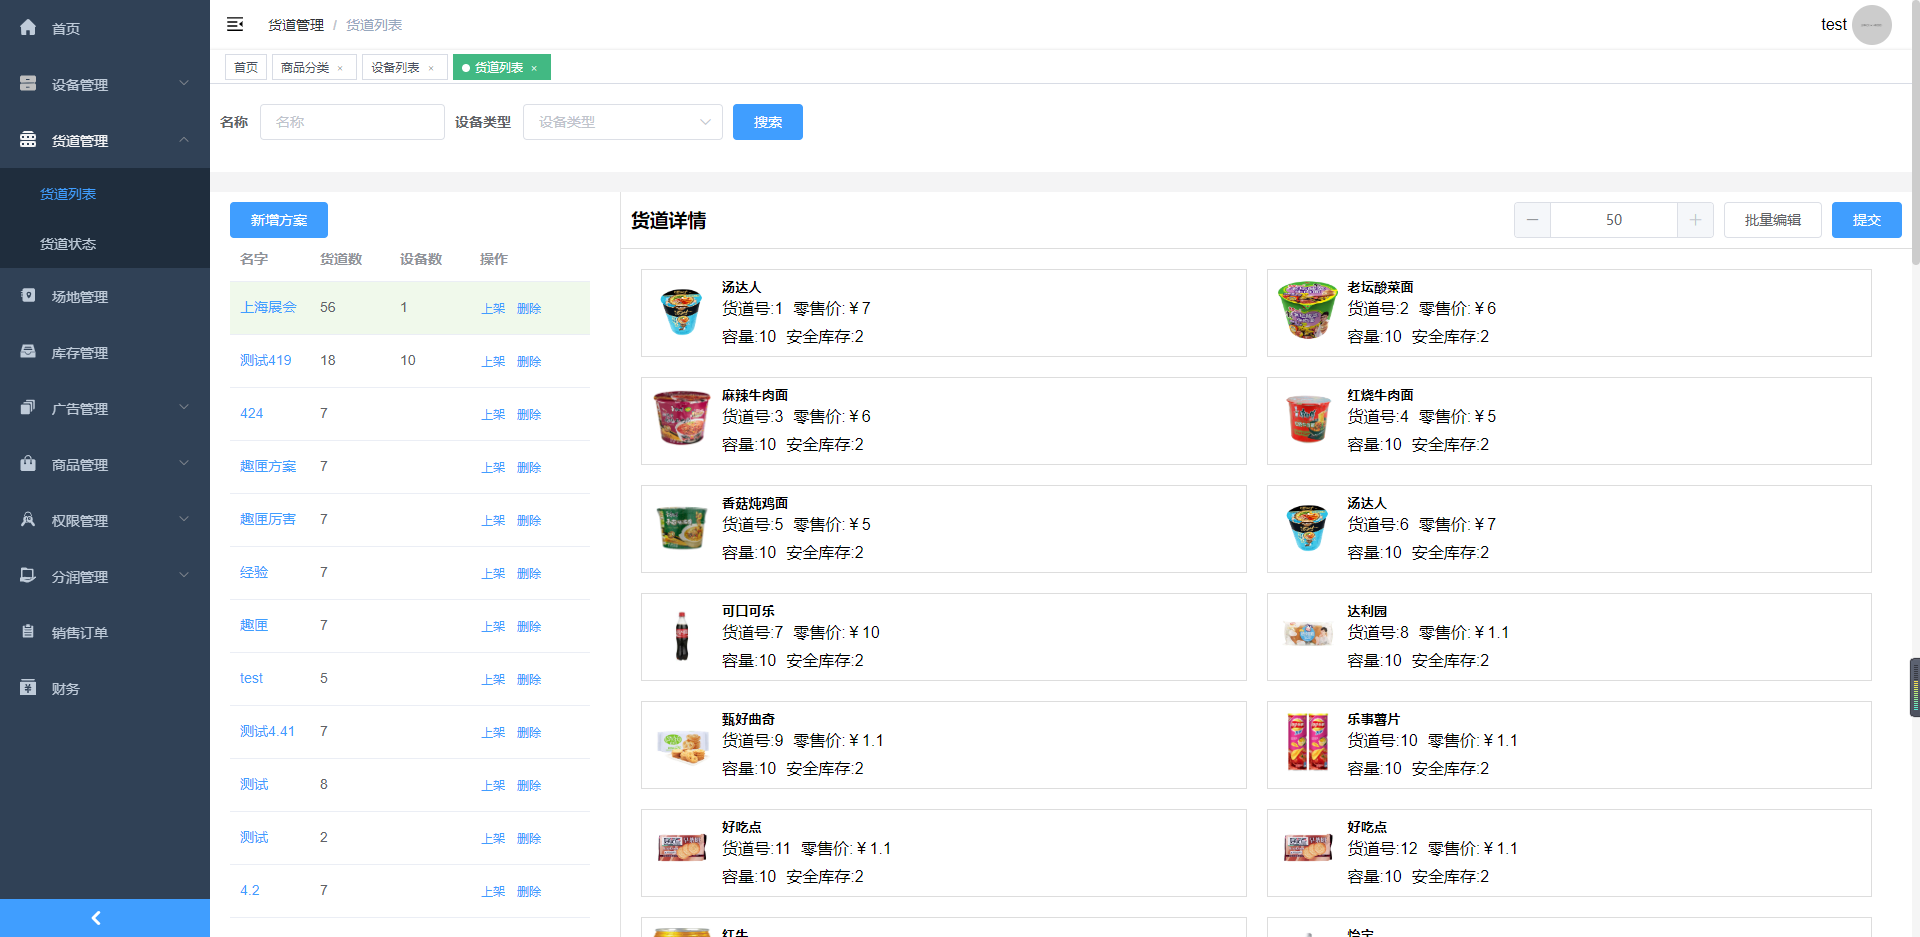 首页
设备管理
货道管理
货道列表
货道状态
场地管理
库存管理
广告管理
商品管理
权限管理
分润管理
销售订单
财务
货道管理 / 货道列表
test
首页 商品分类 × 设备列表 × 货道列表 ×
名称 名称 设备类型 设备类型 搜索
新增方案
名字 货道数 设备数 操作
上海展会 56 1 上架 删除
测试419 18 10 上架 删除
424 7 上架 删除
趣匣方案 7 上架 删除
趣匣厉害 7 上架 删除
经验 7 上架 删除
趣匣 7 上架 删除
test 5 上架 删除
测试4.41 7 上架 删除
测试 8 上架 删除
测试 2 上架 删除
4.2 7 上架 删除
货道详情 50 批量编辑 提交
汤达人
货道号:1 零售价:￥7
容量:10 安全库存:2
老坛酸菜面
货道号:2 零售价:￥6
容量:10 安全库存:2
麻辣牛肉面
货道号:3 零售价:￥6
容量:10 安全库存:2
红烧牛肉面
货道号:4 零售价:￥5
容量:10 安全库存:2
香菇炖鸡面
货道号:5 零售价:￥5
容量:10 安全库存:2
汤达人
货道号:6 零售价:￥7
容量:10 安全库存:2
可口可乐
货道号:7 零售价:￥10
容量:10 安全库存:2
达利园
货道号:8 零售价:￥1.1
容量:10 安全库存:2
甄好曲奇
货道号:9 零售价:￥1.1
容量:10 安全库存:2
乐事薯片
货道号:10 零售价:￥1.1
容量:10 安全库存:2
好吃点
货道号:11 零售价:￥1.1
容量:10 安全库存:2
好吃点
货道号:12 零售价:￥1.1
容量:10 安全库存:2
红牛
怡宝